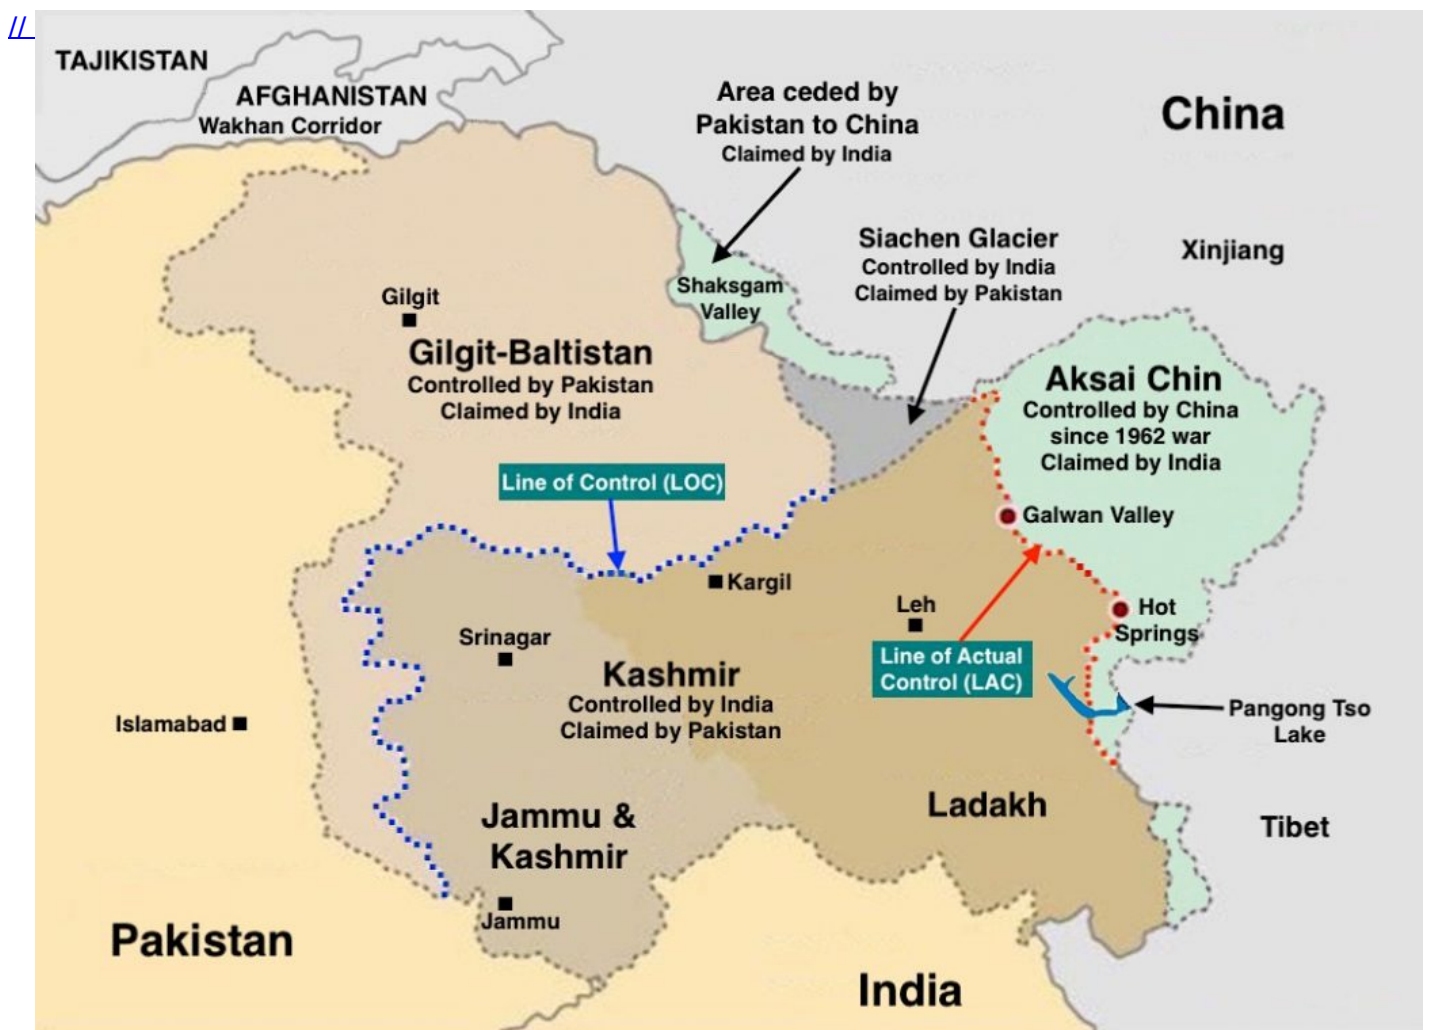 //
TAJIKISTAN
AFGHANISTAN
Wakhan Corridor
Area ceded by
Pakistan to China
Claimed by India
China
Siachen Glacier
Controlled by India
Claimed by Pakistan
Xinjiang
Shaksgam
Valley
Gilgit
Gilgit-Baltistan
Controlled by Pakistan
Claimed by India
Aksai Chin
Controlled by China
since 1962 war
Claimed by India
Line of Control (LOC)
Galwan Valley
Kargil
Leh
Hot
Springs
Srinagar
Line of Actual
Control (LAC)
Kashmir
Controlled by India
Claimed by Pakistan
Islamabad
Pangong Tso
Lake
Ladakh
Jammu &
Kashmir
Tibet
Jammu
Pakistan
India